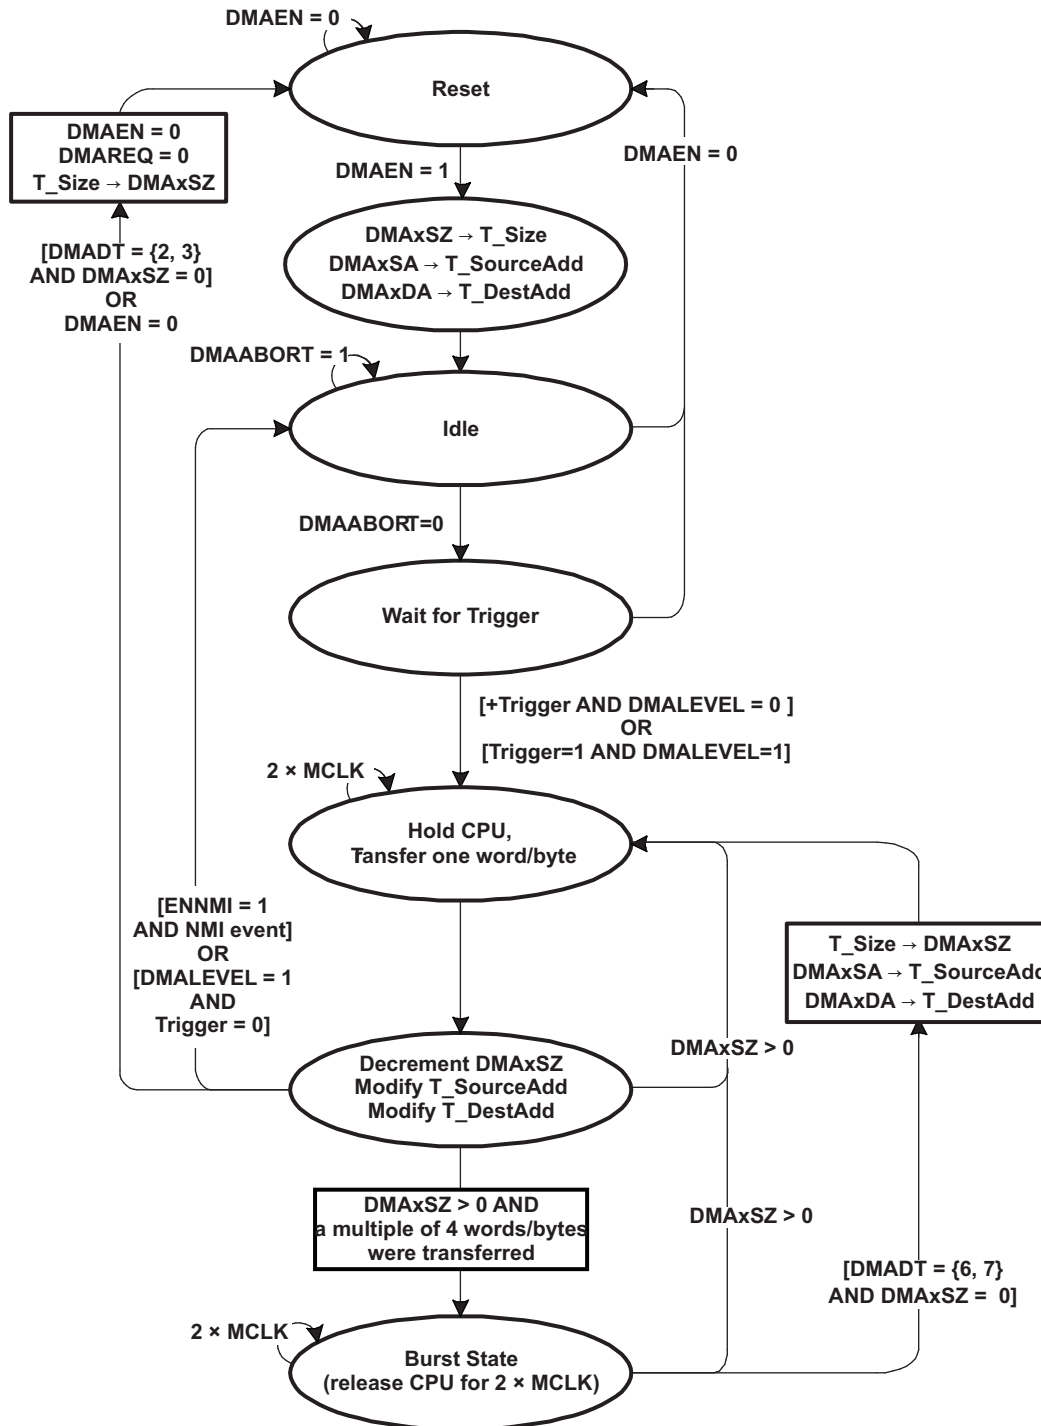 DMAEN = 0
Reset
DMAEN = 0
DMAREQ = 0
T_Size → DMAxSZ
DMAEN = 0
DMAEN = 1
DMAxSZ → T_Size
DMAxSA → T_SourceAdd
DMAxDA → T_DestAdd
[DMADT = {2, 3}
AND DMAxSZ = 0]
OR
DMAEN = 0
DMAABORT = 1
Idle
DMAABORT=0
Wait for Trigger
[+Trigger AND DMALEVEL = 0 ]
OR
[Trigger=1 AND DMALEVEL=1]
2 × MCLK
Hold CPU,
Tansfer one word/byte
[ENNMI = 1
AND NMI event]
OR
[DMALEVEL = 1
AND
Trigger = 0]
T_Size → DMAxSZ
DMAxSA → T_SourceAdd
DMAxDA → T_DestAdd
DMAxSZ > 0
Decrement DMAxSZ
Modify T_SourceAdd
Modify T_DestAdd
DMAxSZ > 0 AND
a multiple of 4 words/bytes
were transferred
DMAxSZ > 0
[DMADT = {6, 7}
AND DMAxSZ = 0]
2 × MCLK
Burst State
(release CPU for 2 × MCLK)